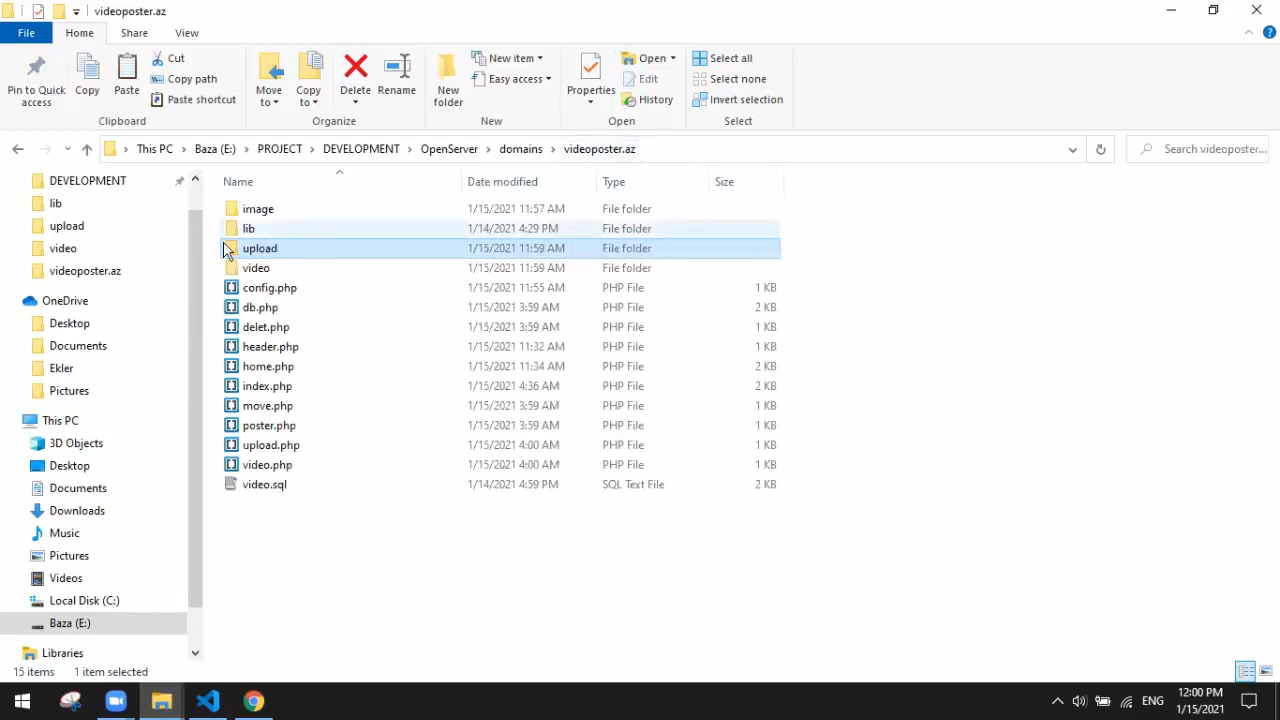 videoposter.az
File Home Share View
Pin to Quick access
Copy
Paste
Cut
Copy path
Paste shortcut
Clipboard
Move to
Copy to
Delete
Rename
Organize
New folder
New item
Easy access
New
Properties
Open
Edit
History
Open
Select all
Select none
Invert selection
Select
This PC > Baza (E:) > PROJECT > DEVELOPMENT > OpenServer > domains > videoposter.az
Search videoposter...
DEVELOPMENT
lib
upload
video
videoposter.az
OneDrive
Desktop
Documents
Ekler
Pictures
This PC
3D Objects
Desktop
Documents
Downloads
Music
Pictures
Videos
Local Disk (C:)
Baza (E:)
Libraries
Name Date modified Type Size
image 1/15/2021 11:57 AM File folder
lib 1/14/2021 4:29 PM File folder
upload 1/15/2021 11:59 AM File folder
video 1/15/2021 11:59 AM File folder
config.php 1/15/2021 11:55 AM PHP File 1 KB
db.php 1/15/2021 3:59 AM PHP File 2 KB
delet.php 1/15/2021 3:59 AM PHP File 1 KB
header.php 1/15/2021 11:32 AM PHP File 1 KB
home.php 1/15/2021 11:34 AM PHP File 2 KB
index.php 1/15/2021 4:36 AM PHP File 2 KB
move.php 1/15/2021 3:59 AM PHP File 1 KB
poster.php 1/15/2021 3:59 AM PHP File 1 KB
upload.php 1/15/2021 4:00 AM PHP File 1 KB
video.php 1/15/2021 4:00 AM PHP File 1 KB
video.sql 1/14/2021 4:59 PM SQL Text File 2 KB
15 items 1 item selected
ENG
12:00 PM
1/15/2021